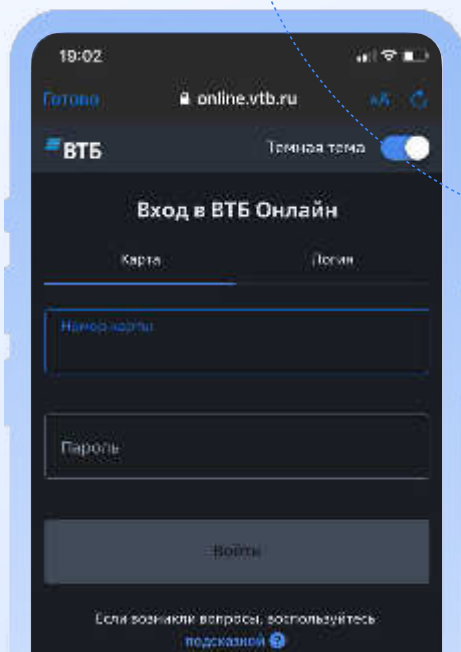 19:02
Готово online.vtb.ru аА
ВТБ Темная тема
Вход в ВТБ Онлайн
Карта Логин
Номер карты
Пароль
Войти
Если возникли вопросы, воспользуйтесь
подсказкой ?